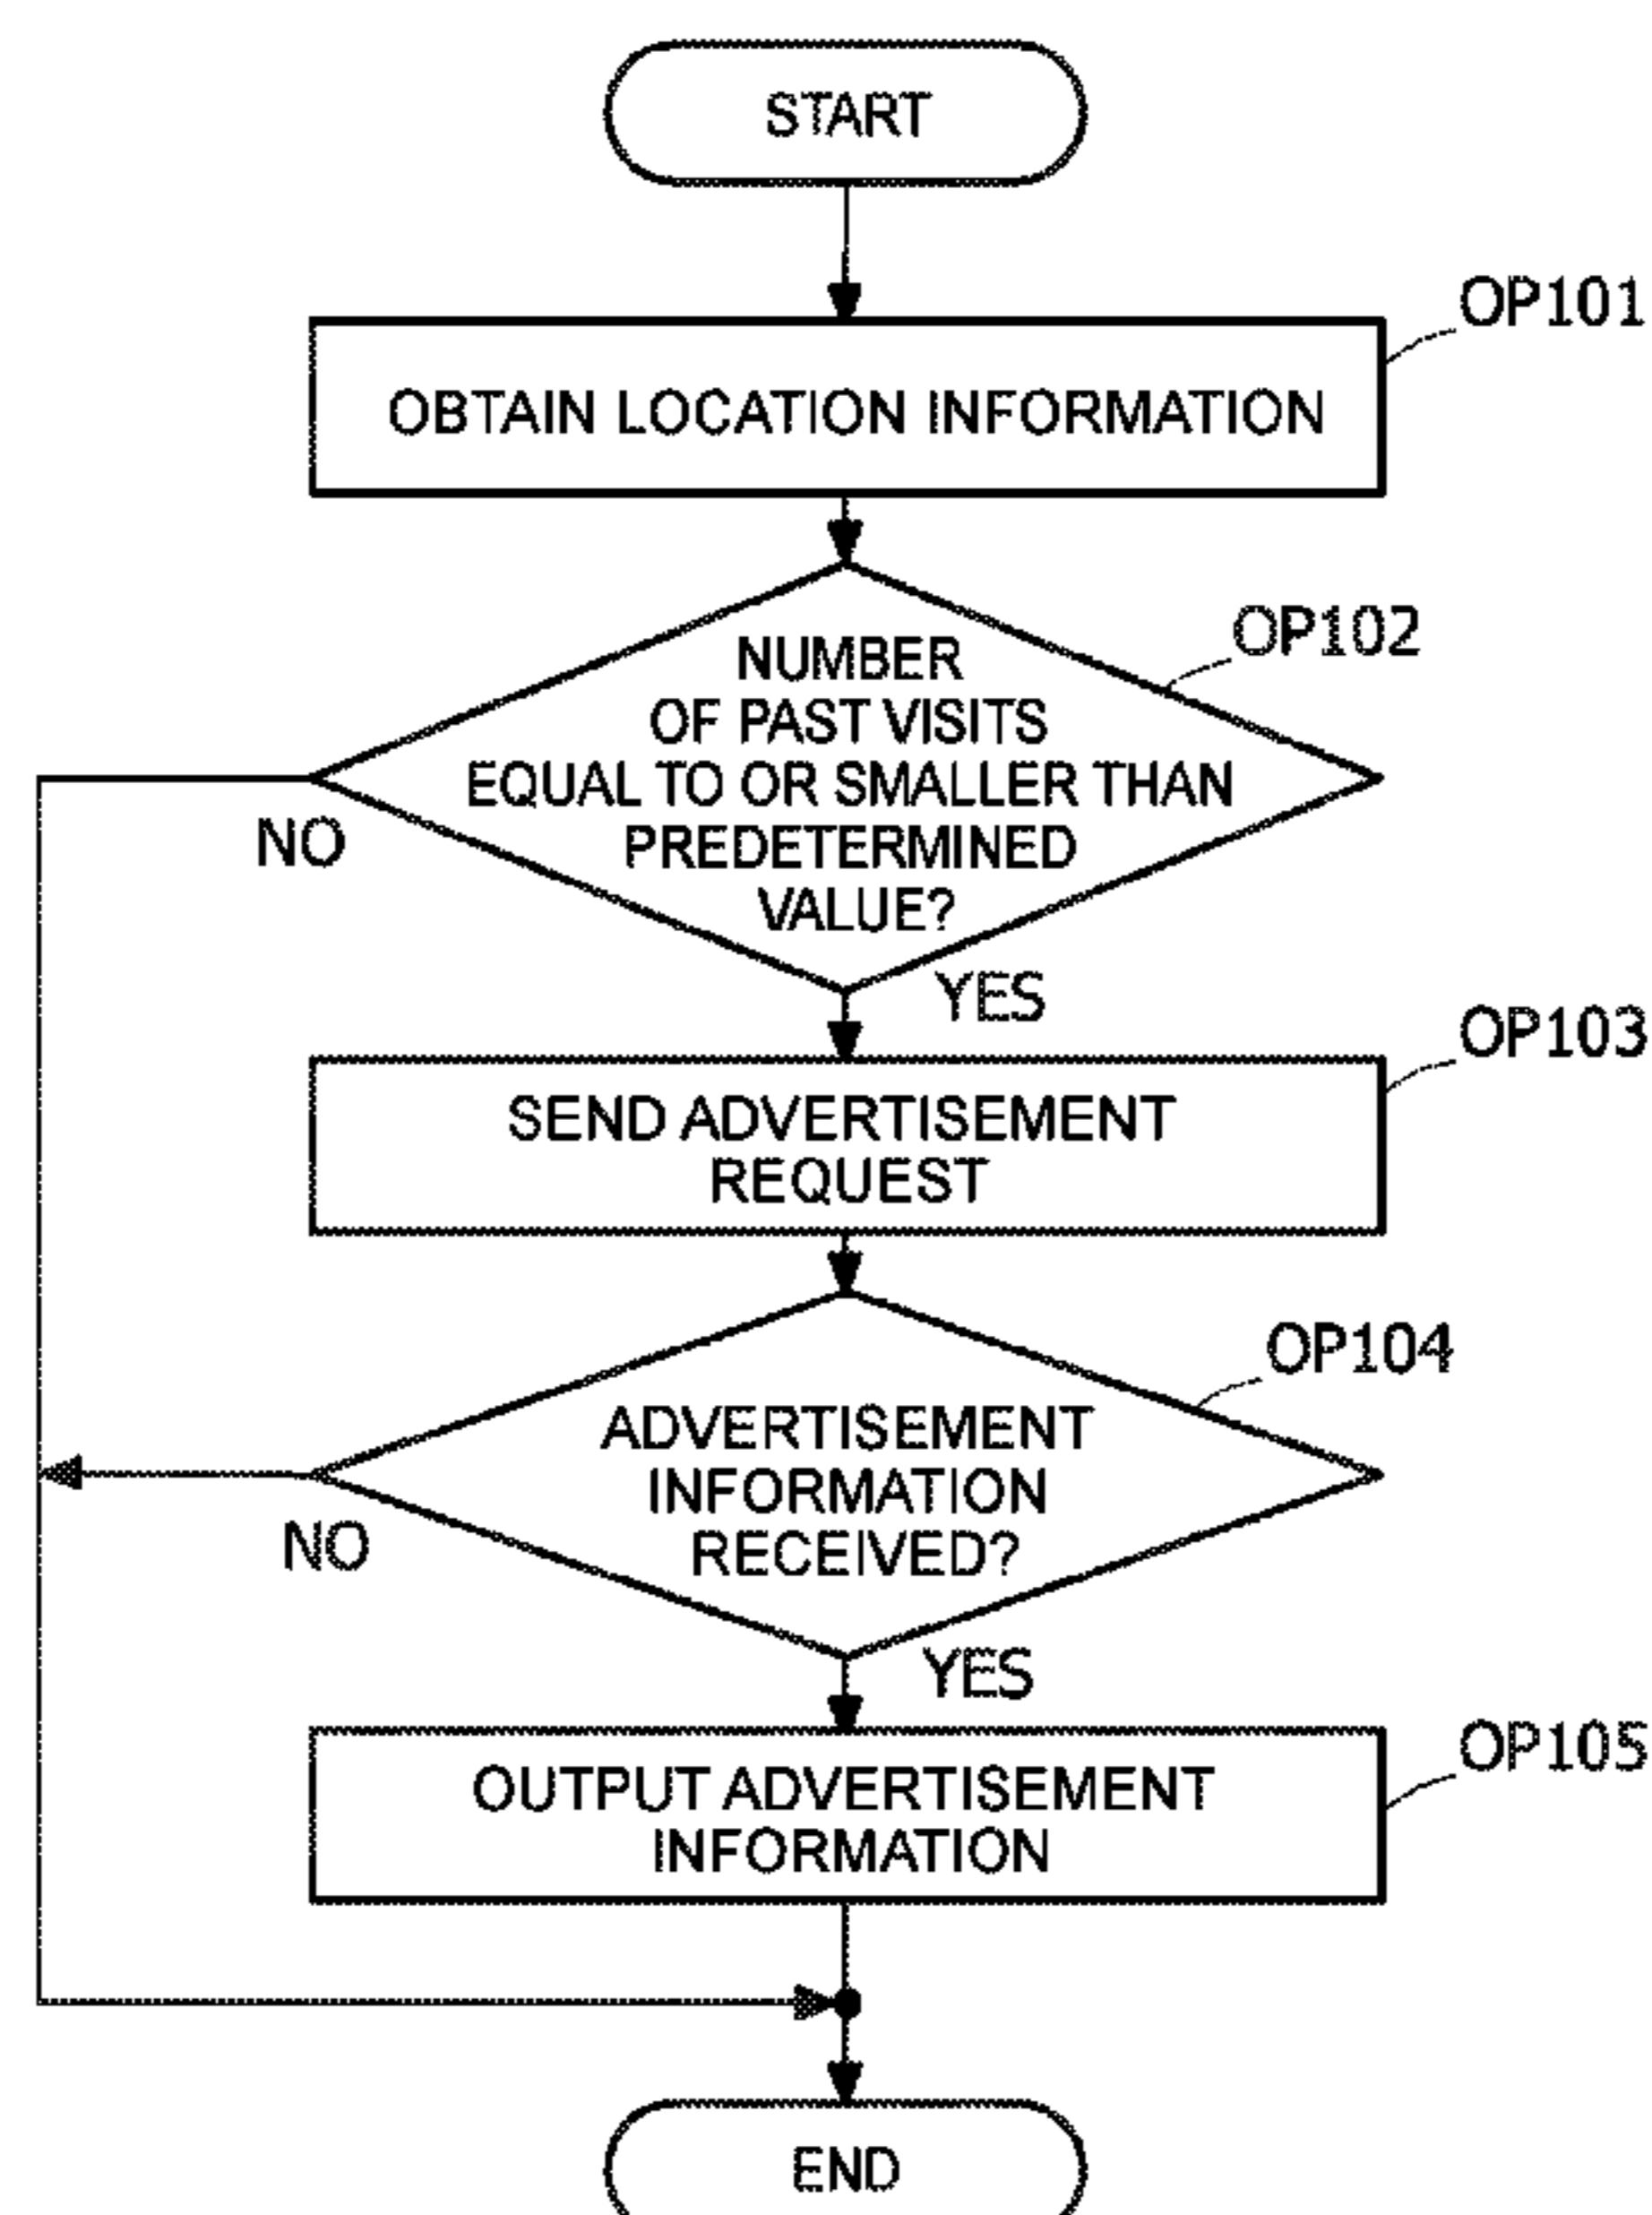 START
OP101
OBTAIN LOCATION INFORMATION
OP102
NUMBER
OF PAST VISITS
EQUAL TO OR SMALLER THAN
PREDETERMINED
VALUE?
NO
YES
OP103
SEND ADVERTISEMENT
REQUEST
OP104
ADVERTISEMENT
INFORMATION
RECEIVED?
NO
YES
OP105
OUTPUT ADVERTISEMENT
INFORMATION
END